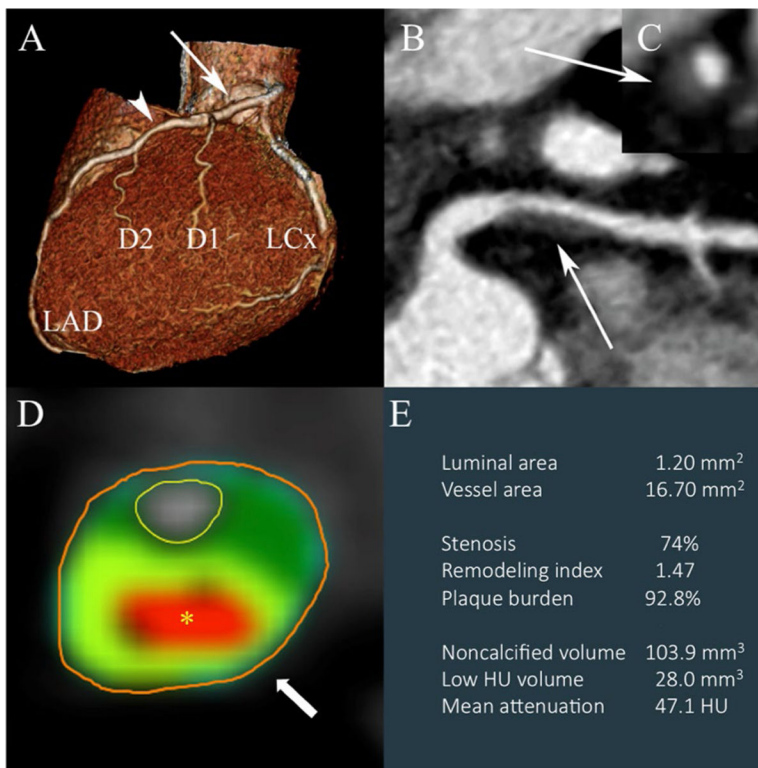 A
B
C
D2
D1
LCx
LAD
D
*
E
Luminal area 1.20 mm²
Vessel area 16.70 mm²
Stenosis 74%
Remodeling index 1.47
Plaque burden 92.8%
Noncalcified volume 103.9 mm³
Low HU volume 28.0 mm³
Mean attenuation 47.1 HU